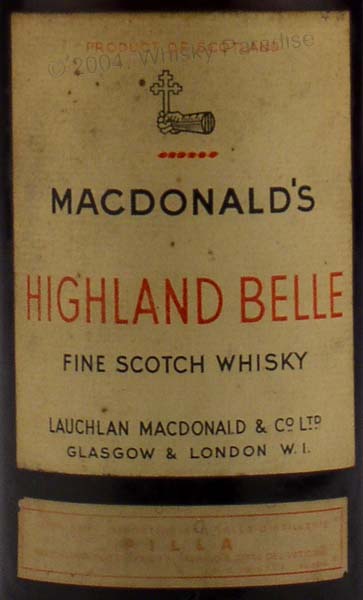 PRODUCT OF SCOTLAND
© 2004, Whisky Paradise
MACDONALD'S
HIGHLAND BELLE
FINE SCOTCH WHISKY
LAUCHLAN MACDONALD & CO LTD
GLASGOW & LONDON W.1.
PILLA